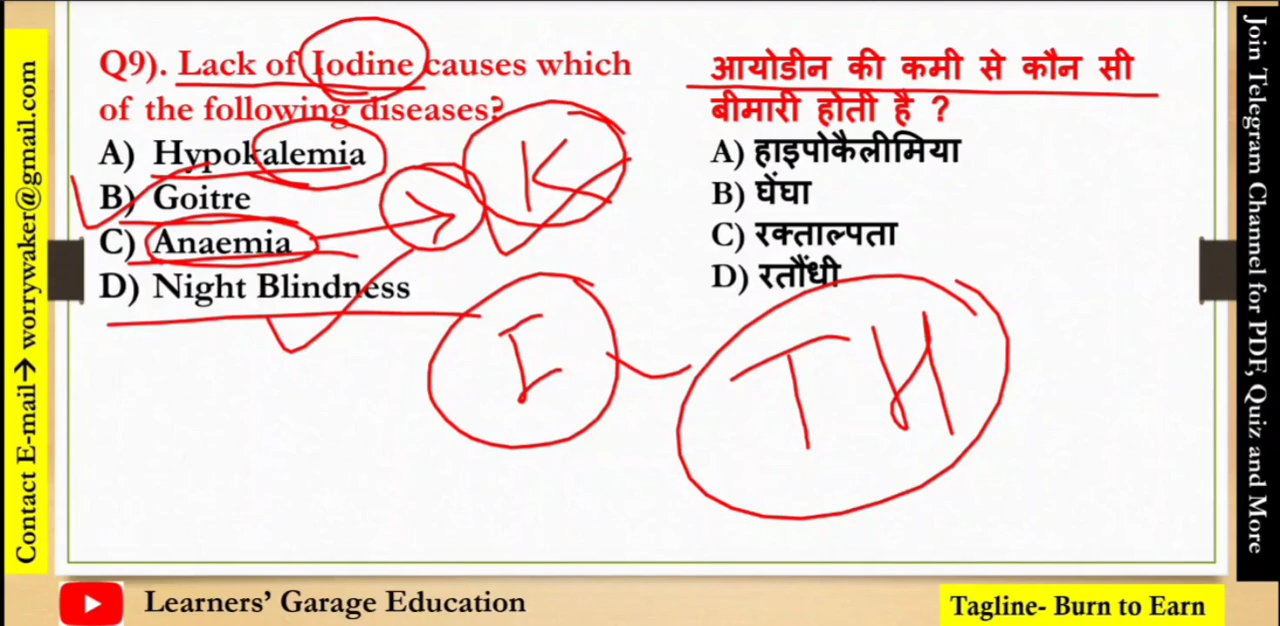 Q9). Lack of Iodine causes which
of the following diseases?
A) Hypokalemia
B) Goitre
C) Anaemia
D) Night Blindness
K
I
TH
आयोडीन की कमी से कौन सी
बीमारी होती है ?
A) हाइपोकैलीमिया
B) घेंघा
C) रक्ताल्पता
D) रतौंधी
Contact E-mail→ worrywaker@gmail.com
Join Telegram Channel for PDF, Quiz and More
Learners’ Garage Education
Tagline- Burn to Earn